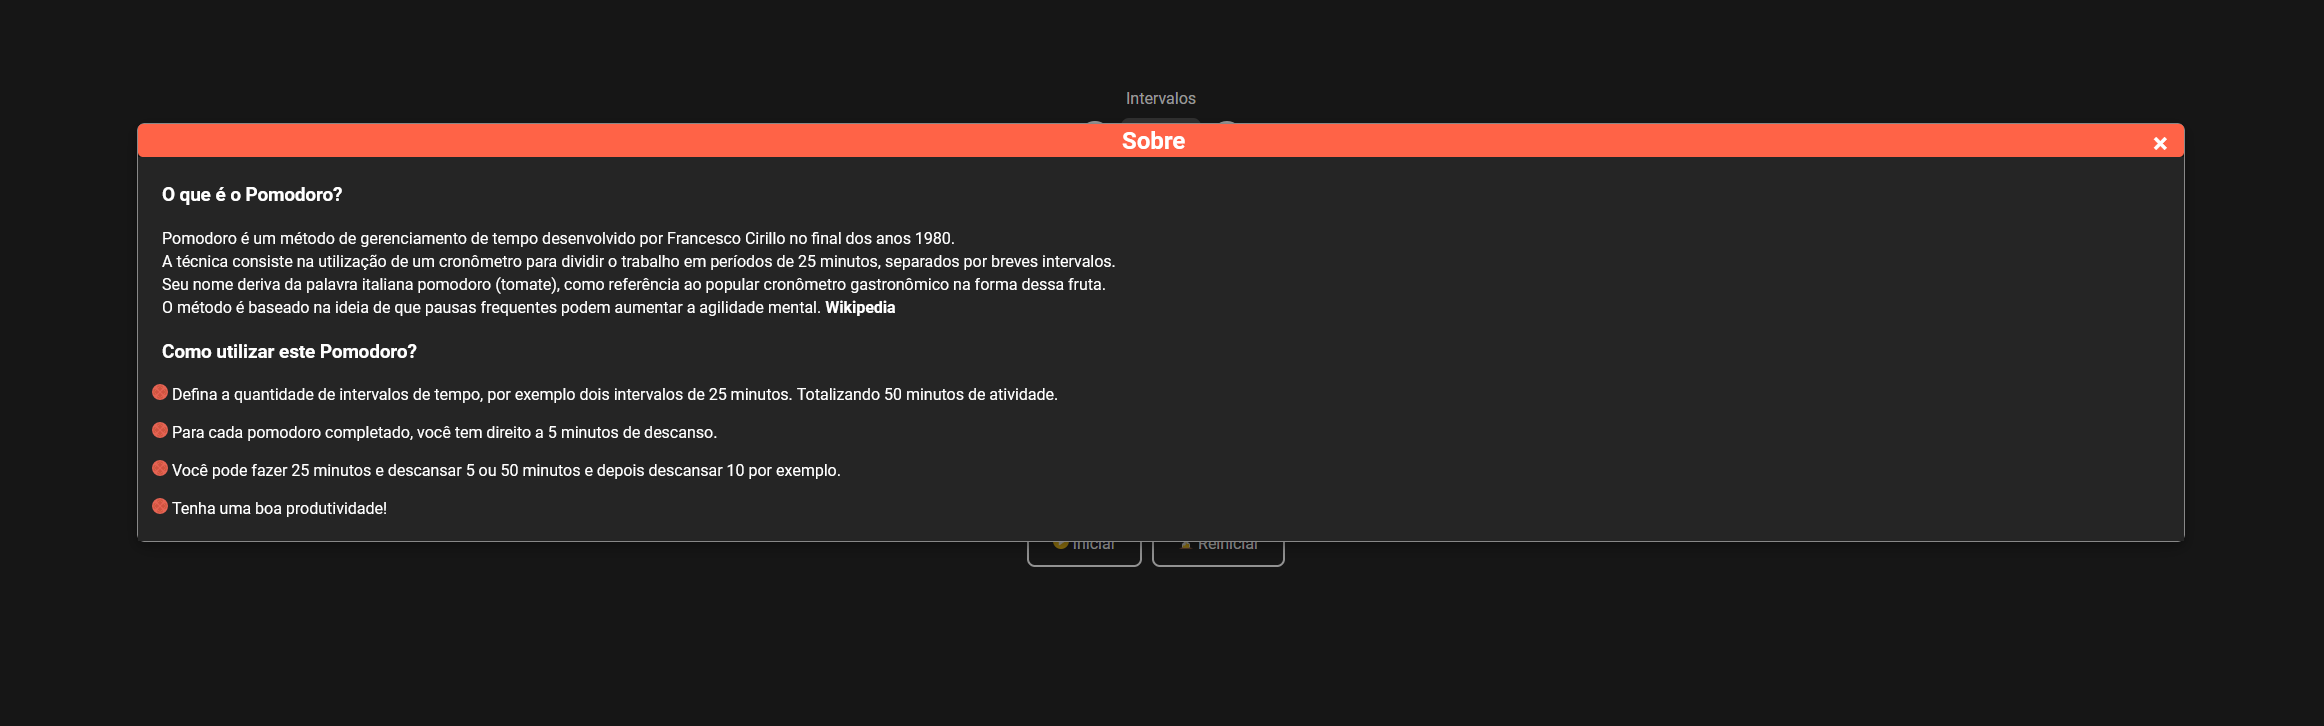 Intervalos
Sobre ×
O que é o Pomodoro?
Pomodoro é um método de gerenciamento de tempo desenvolvido por Francesco Cirillo no final dos anos 1980.
A técnica consiste na utilização de um cronômetro para dividir o trabalho em períodos de 25 minutos, separados por breves intervalos.
Seu nome deriva da palavra italiana pomodoro (tomate), como referência ao popular cronômetro gastronômico na forma dessa fruta.
O método é baseado na ideia de que pausas frequentes podem aumentar a agilidade mental. Wikipedia
Como utilizar este Pomodoro?
Defina a quantidade de intervalos de tempo, por exemplo dois intervalos de 25 minutos. Totalizando 50 minutos de atividade.
Para cada pomodoro completado, você tem direito a 5 minutos de descanso.
Você pode fazer 25 minutos e descansar 5 ou 50 minutos e depois descansar 10 por exemplo.
Tenha uma boa produtividade!
Iniciar Reiniciar